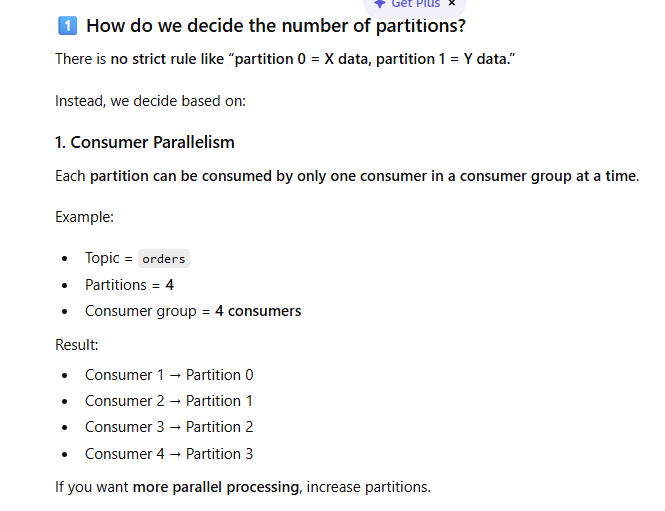 Get Plus ×
1 How do we decide the number of partitions?
There is no strict rule like “partition 0 = X data, partition 1 = Y data.”
Instead, we decide based on:
1. Consumer Parallelism
Each partition can be consumed by only one consumer in a consumer group at a time.
Example:
• Topic = orders
• Partitions = 4
• Consumer group = 4 consumers
Result:
• Consumer 1 → Partition 0
• Consumer 2 → Partition 1
• Consumer 3 → Partition 2
• Consumer 4 → Partition 3
If you want more parallel processing, increase partitions.